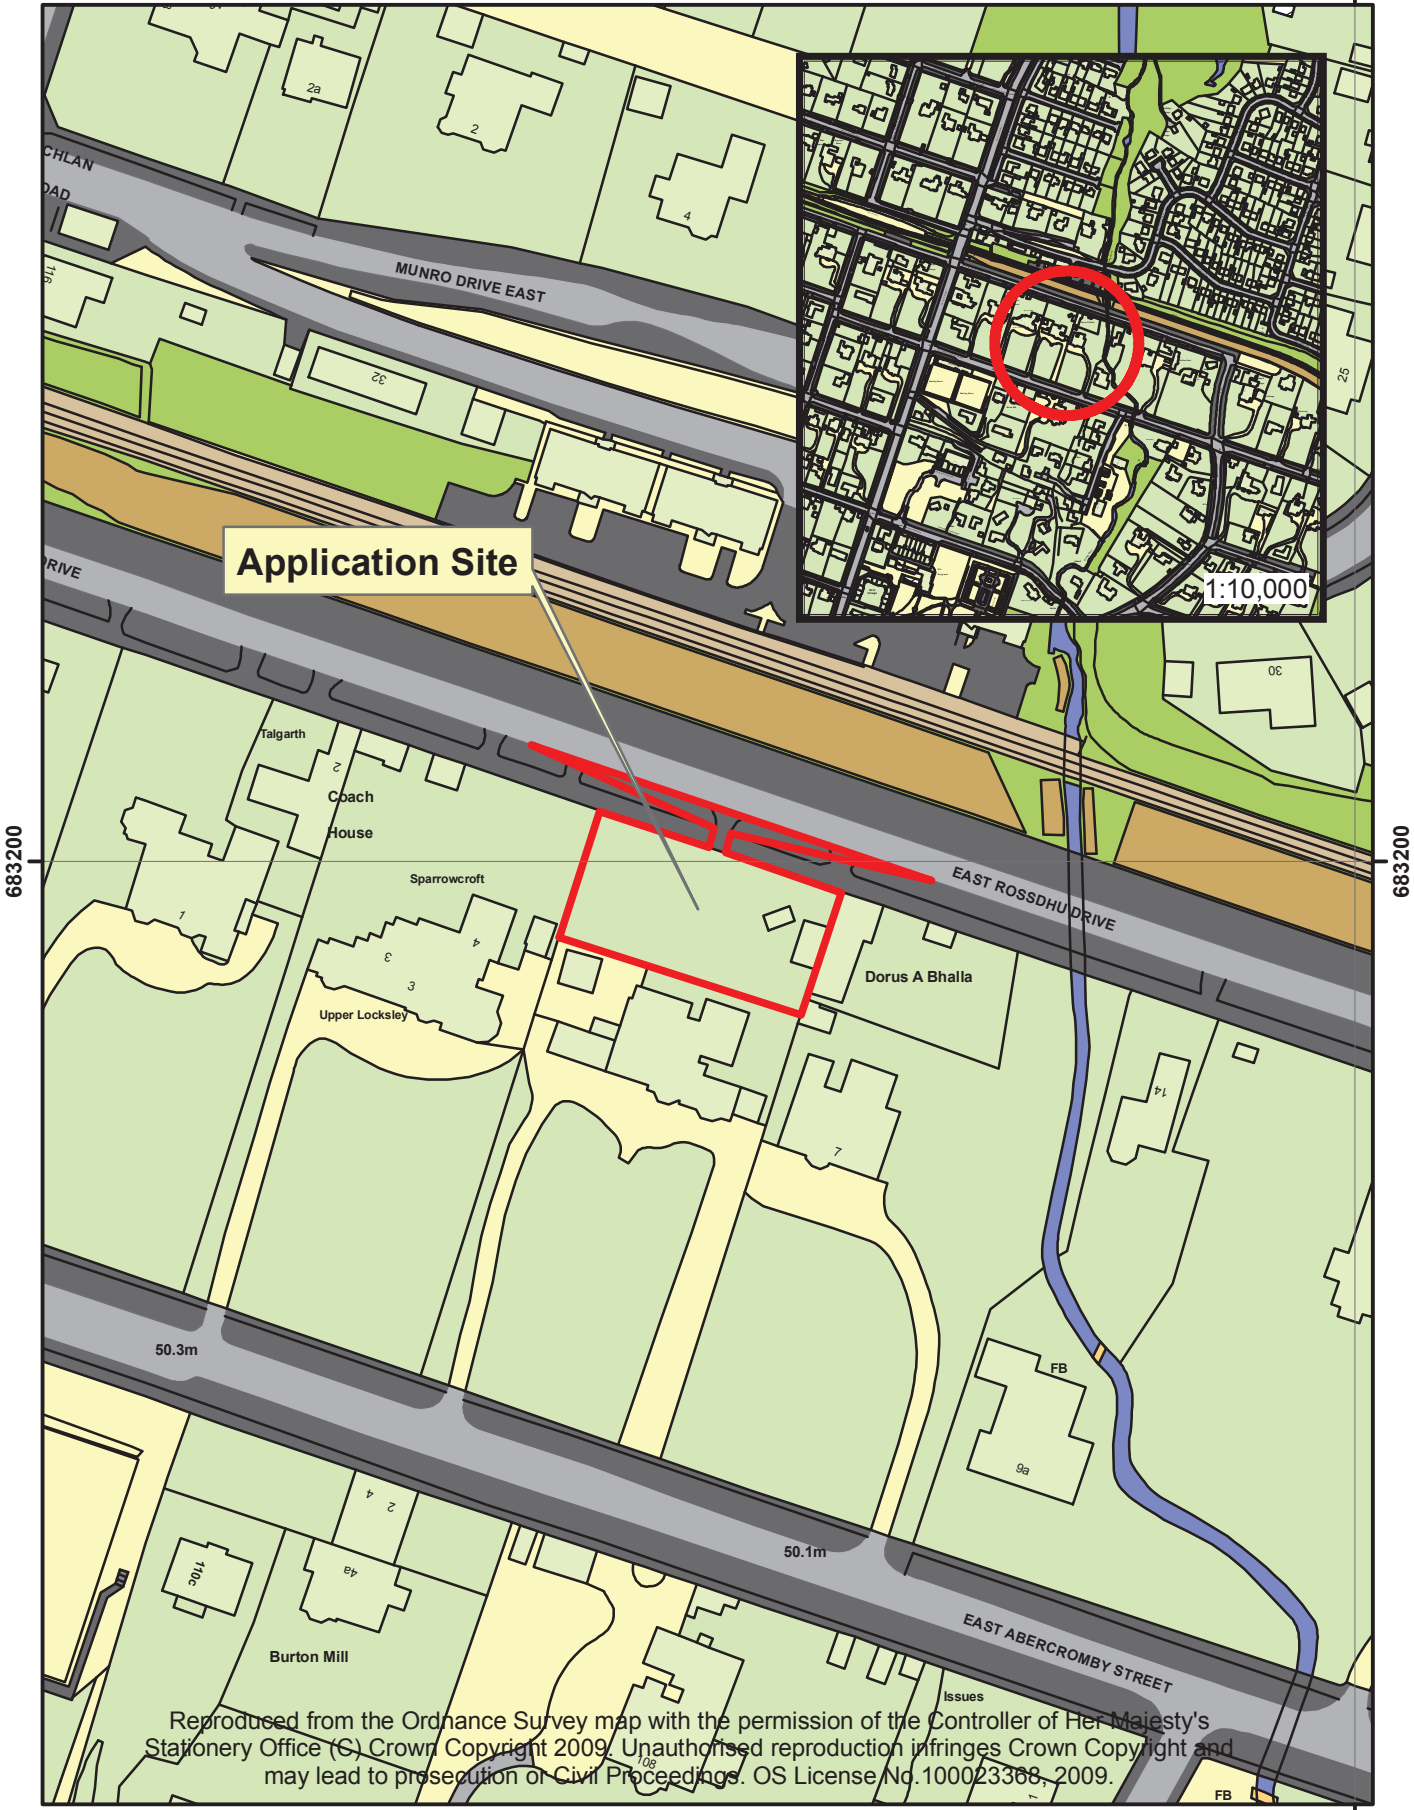 2a
2
4
CHLAN
OAD
116
MUNRO DRIVE EAST
32
25
1:10,000
Application Site
DRIVE
30
Talgarth
2
Coach
House
683200
683200
Sparrowcroft
EAST ROSSDHU DRIVE
1
4
3
3
Upper Locksley
Dorus A Bhalla
14
7
50.3m
FB
9a
2
4
4a
110c
50.1m
EAST ABERCROMBY STREET
Burton Mill
Issues
Reproduced from the Ordnance Survey map with the permission of the Controller of Her Majesty's
Stationery Office (C) Crown Copyright 2009. Unauthorised reproduction infringes Crown Copyright and
may lead to prosecution or Civil Proceedings. OS License No.100023368, 2009.
108
1
FB